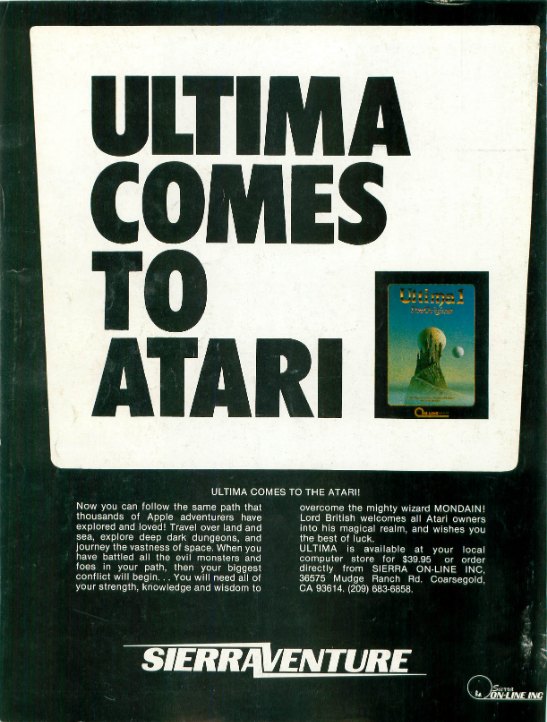 ULTIMA
COMES
TO
ATARI
Ultima 1
ON-LINE
ULTIMA COMES TO THE ATARI!
Now you can follow the same path that
thousands of Apple adventurers have
explored and loved! Travel over land and
sea, explore deep dark dungeons, and
journey the vastness of space. When you
have battled all the evil monsters and
foes in your path, then your biggest
conflict will begin. . . You will need all of
your strength, knowledge and wisdom to
overcome the mighty wizard MONDAIN!
Lord British welcomes all Atari owners
into his magical realm, and wishes you
the best of luck.
ULTIMA is available at your local
computer store for $39.95 or order
directly from SIERRA ON-LINE INC,
36575 Mudge Ranch Rd, Coarsegold,
CA 93614. (209) 683-6858.
SIERRAVENTURE
Sierra
ON-LINE INC